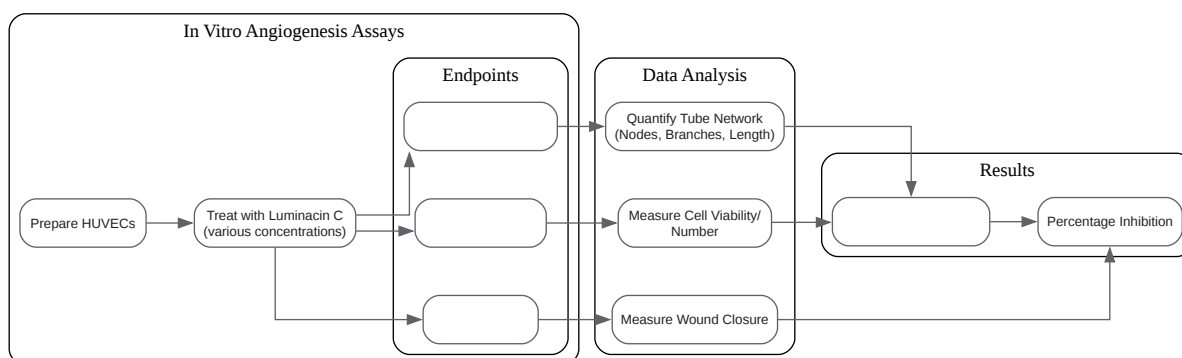 In Vitro Angiogenesis Assays
Endpoints
Data Analysis
Quantify Tube Network
(Nodes, Branches, Length)
Results
Prepare HUVECs
Treat with Luminacin C
(various concentrations)
Measure Cell Viability/
Number
Percentage Inhibition
Measure Wound Closure